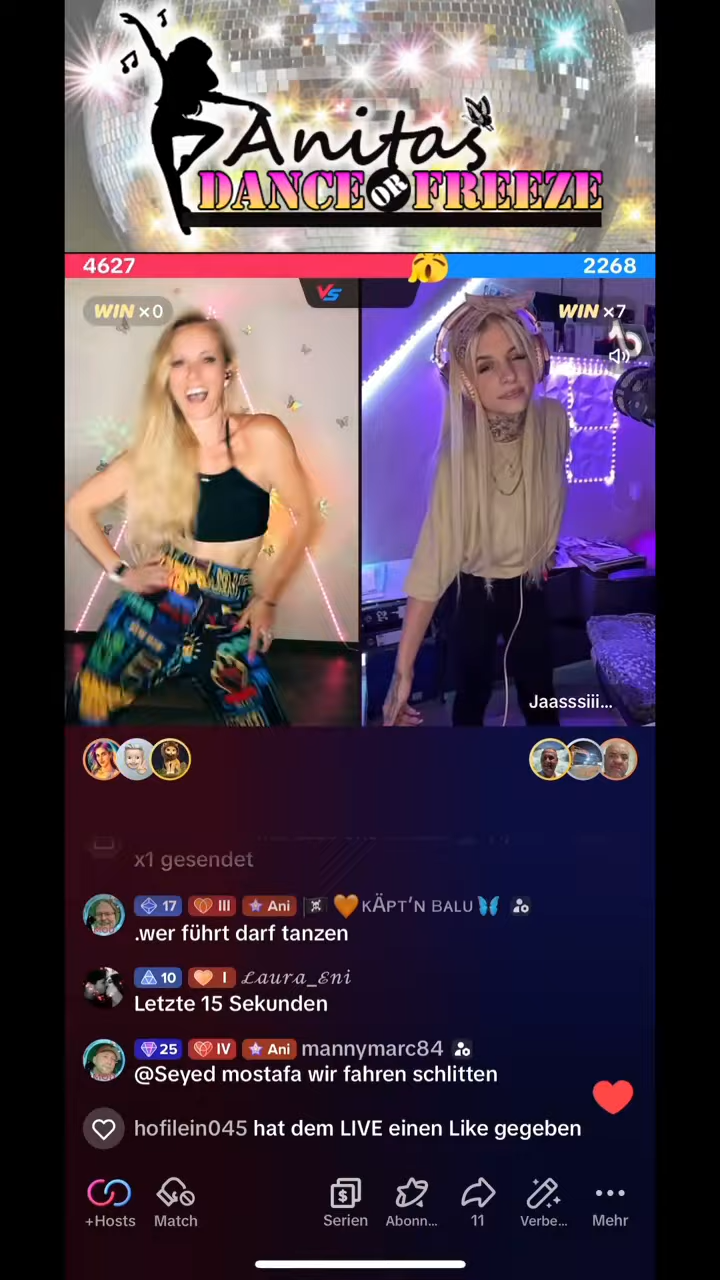 Anitas
DANCE OR FREEZE
4627
2268
VS
WIN ×0
WIN ×7
Jaasssiii...
x1 gesendet
17 III Ani KÄPT'N BALU
.wer führt darf tanzen
10 I Laura_Eni
Letzte 15 Sekunden
25 IV Ani mannymarc84
@Seyed mostafa wir fahren schlitten
hofilein045 hat dem LIVE einen Like gegeben
+Hosts
Match
Serien
Abonn...
11
Verbe...
Mehr